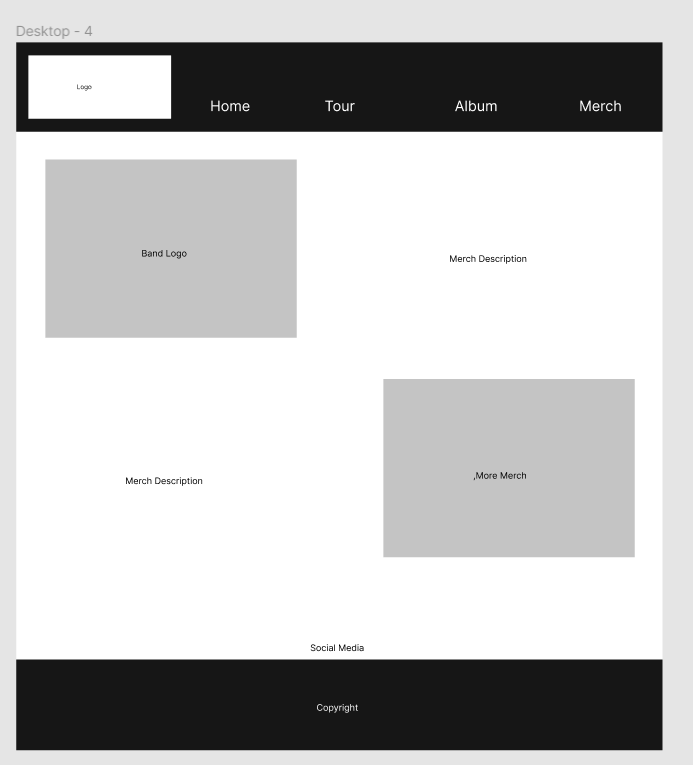 Desktop - 4
Logo
Home Tour Album Merch
Band Logo
Merch Description
Merch Description
,More Merch
Social Media
Copyright